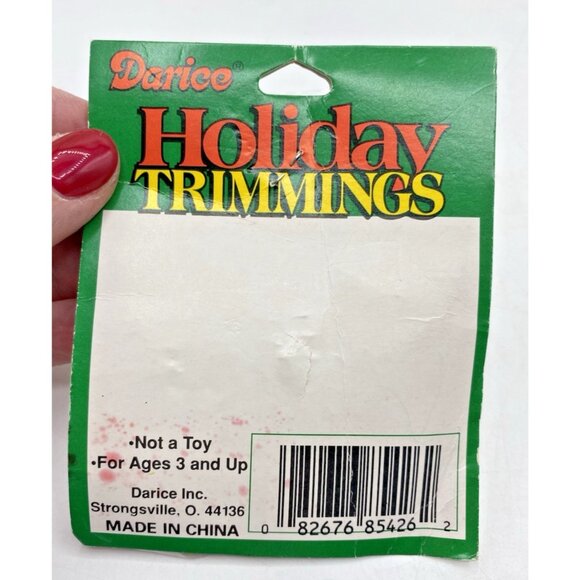 Darice®
Holiday
TRIMMINGS
•Not a Toy
•For Ages 3 and Up
Darice Inc.
Strongsville, O. 44136
MADE IN CHINA
0 82676 85426 2